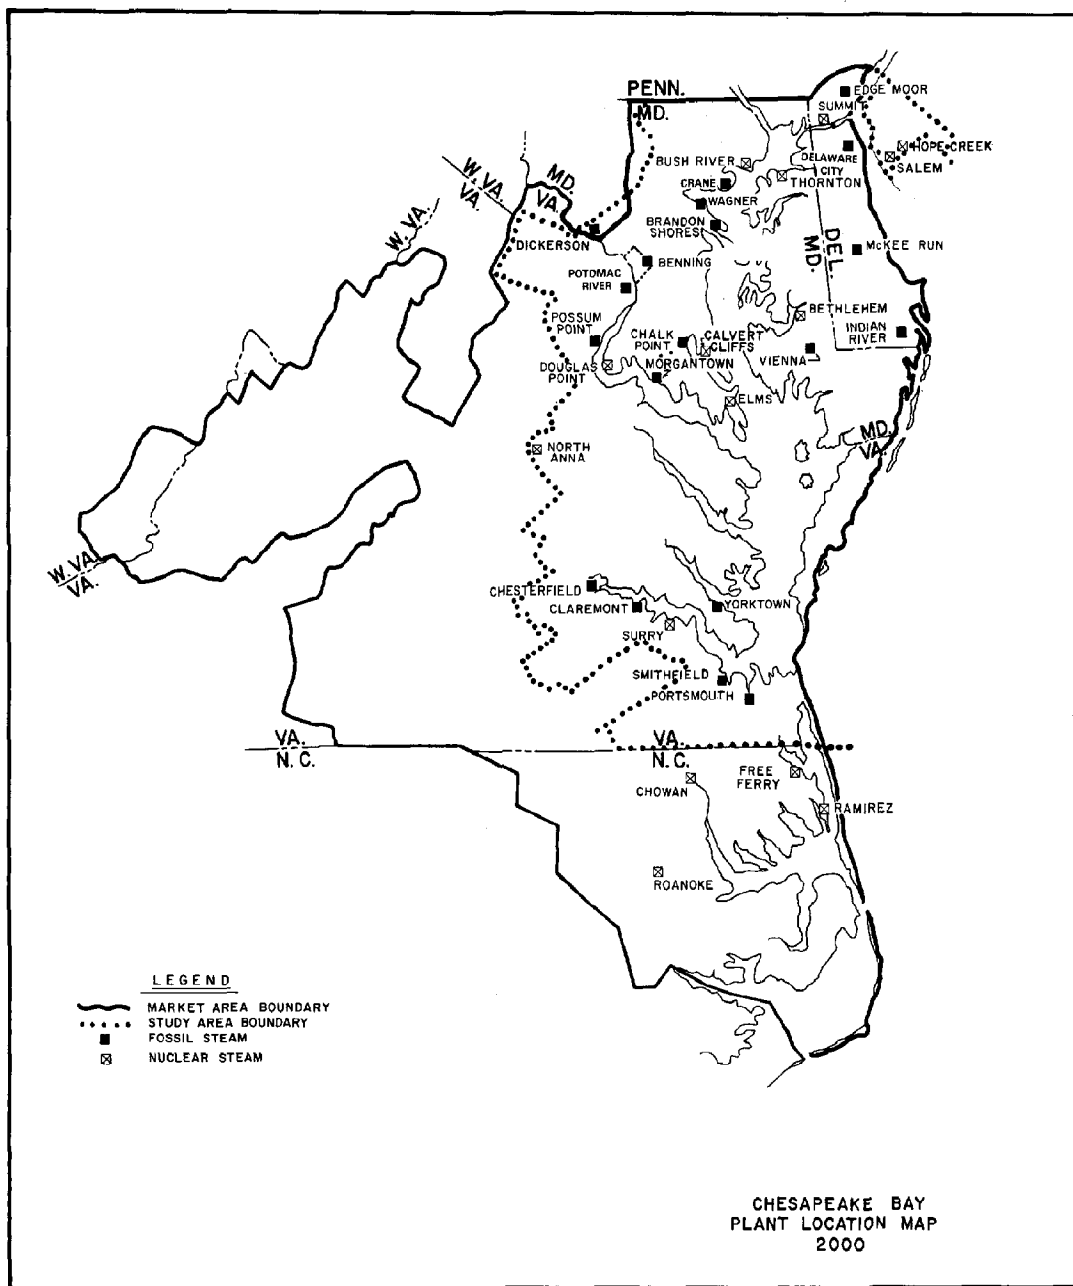 PENN.
MD.
EDGE MOOR
SUMMIT
HOPE CREEK
SALEM
DELAWARE
CITY
BUSH RIVER
THORNTON
CRANE
WAGNER
BRANDON
SHORES
W. VA.
VA.
MD.
VA.
W. VA.
DICKERSON
BENNING
DEL.
MD.
McKEE RUN
POTOMAC
RIVER
BETHLEHEM
POSSUM
POINT
CHALK
POINT
CALVERT
CLIFFS
INDIAN
RIVER
VIENNA
DOUGLAS
POINT
MORGANTOWN
ELMS
MD.
VA.
NORTH
ANNA
W. VA.
VA.
CHESTERFIELD
CLAREMONT
YORKTOWN
SURRY
SMITHFIELD
PORTSMOUTH
VA.
N. C.
VA.
N. C.
CHOWAN
FREE
FERRY
RAMIREZ
ROANOKE
LEGEND
MARKET AREA BOUNDARY
STUDY AREA BOUNDARY
FOSSIL STEAM
NUCLEAR STEAM
CHESAPEAKE BAY
PLANT LOCATION MAP
2000